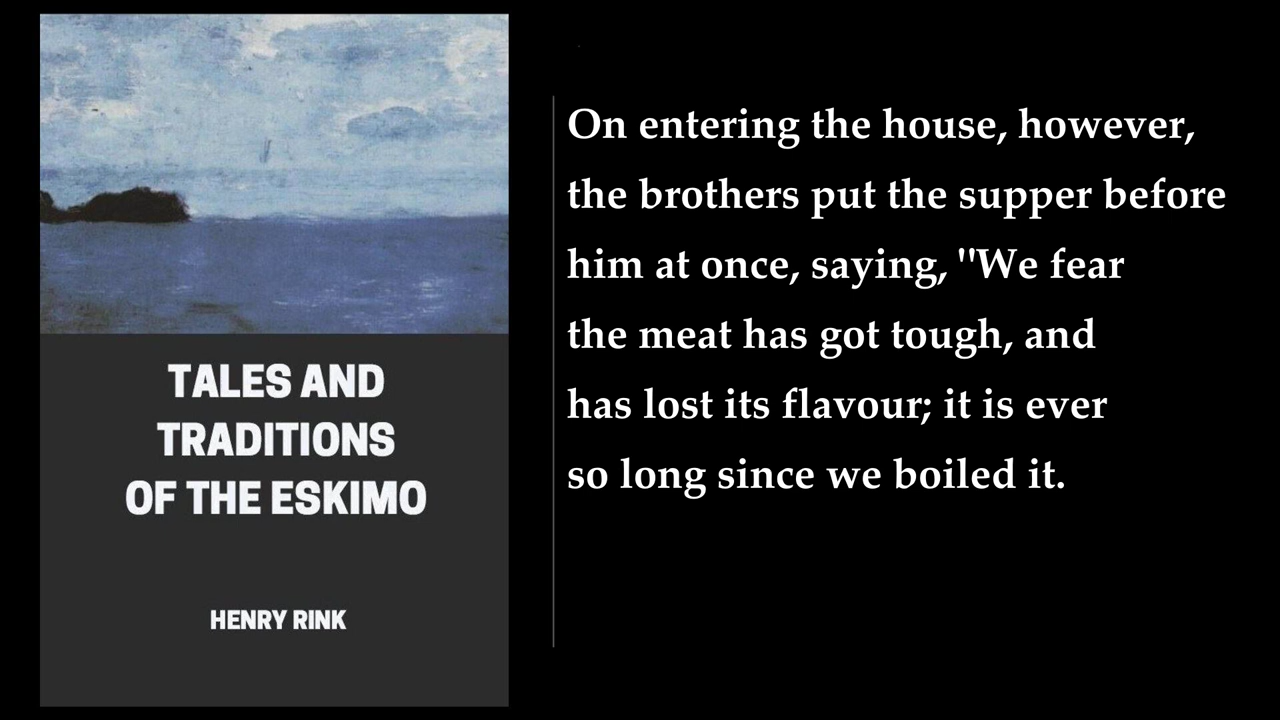 TALES AND
TRADITIONS
OF THE ESKIMO
HENRY RINK
On entering the house, however,
the brothers put the supper before
him at once, saying, "We fear
the meat has got tough, and
has lost its flavour; it is ever
so long since we boiled it.